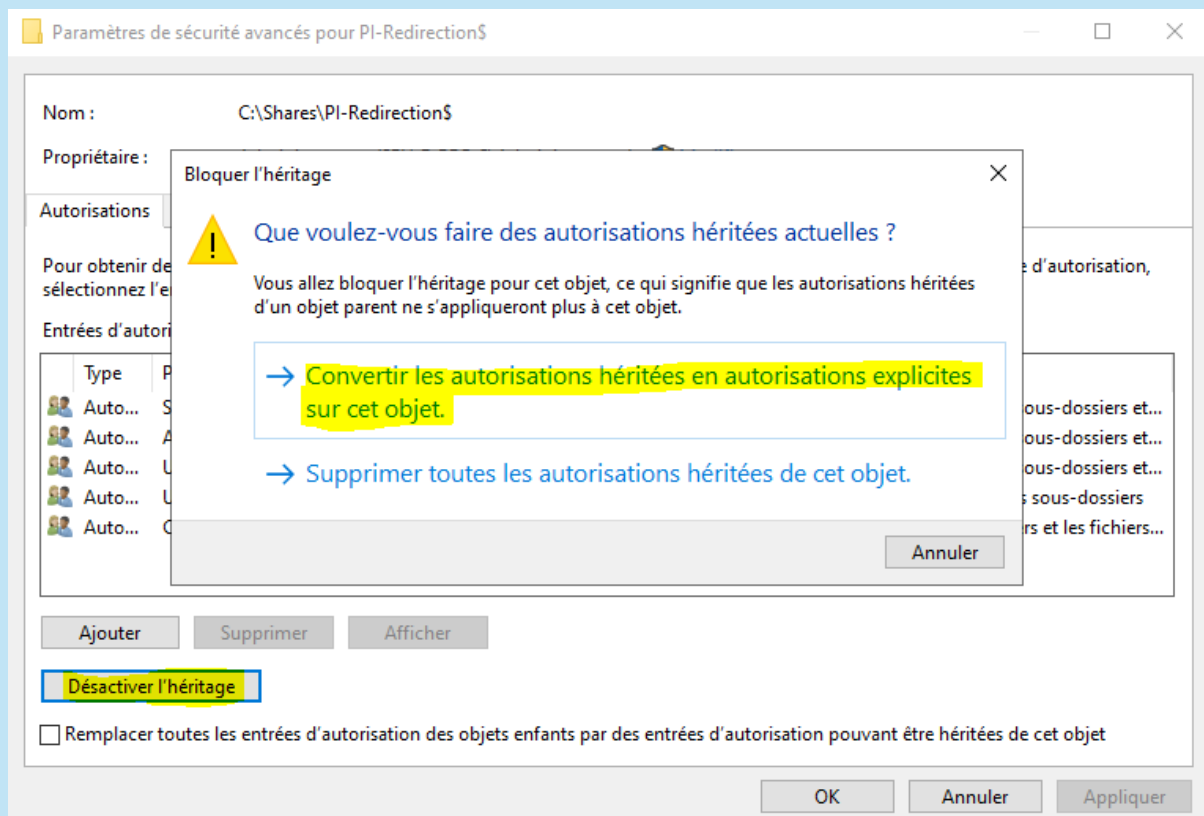 Paramètres de sécurité avancés pour PI-Redirection$
Nom : C:\Shares\PI-Redirection$
Propriétaire :
Bloquer l'héritage
Autorisations
Que voulez-vous faire des autorisations héritées actuelles ?
Pour obtenir de
e d'autorisation,
sélectionnez l'e
Vous allez bloquer l'héritage pour cet objet, ce qui signifie que les autorisations héritées
d'un objet parent ne s'appliqueront plus à cet objet.
Entrées d'autori
Type P
Convertir les autorisations héritées en autorisations explicites
sur cet objet.
Auto... S ous-dossiers et...
Auto... A ous-dossiers et...
Auto... U ous-dossiers et...
Supprimer toutes les autorisations héritées de cet objet.
Auto... U s sous-dossiers
Auto... C rs et les fichiers...
Annuler
Ajouter Supprimer Afficher
Désactiver l'héritage
Remplacer toutes les entrées d'autorisation des objets enfants par des entrées d'autorisation pouvant être héritées de cet objet
OK Annuler Appliquer